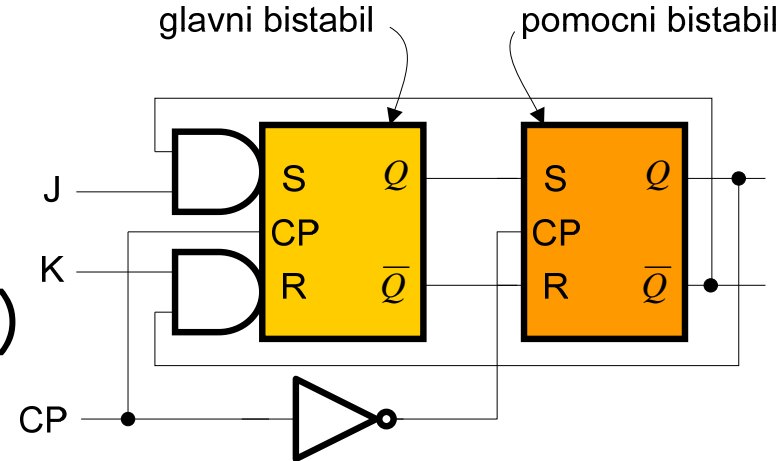 glavni bistabil
pomocni bistabil
J
S
Q
S
Q
CP
CP
K
R
Q̅
R
Q̅
CP
)